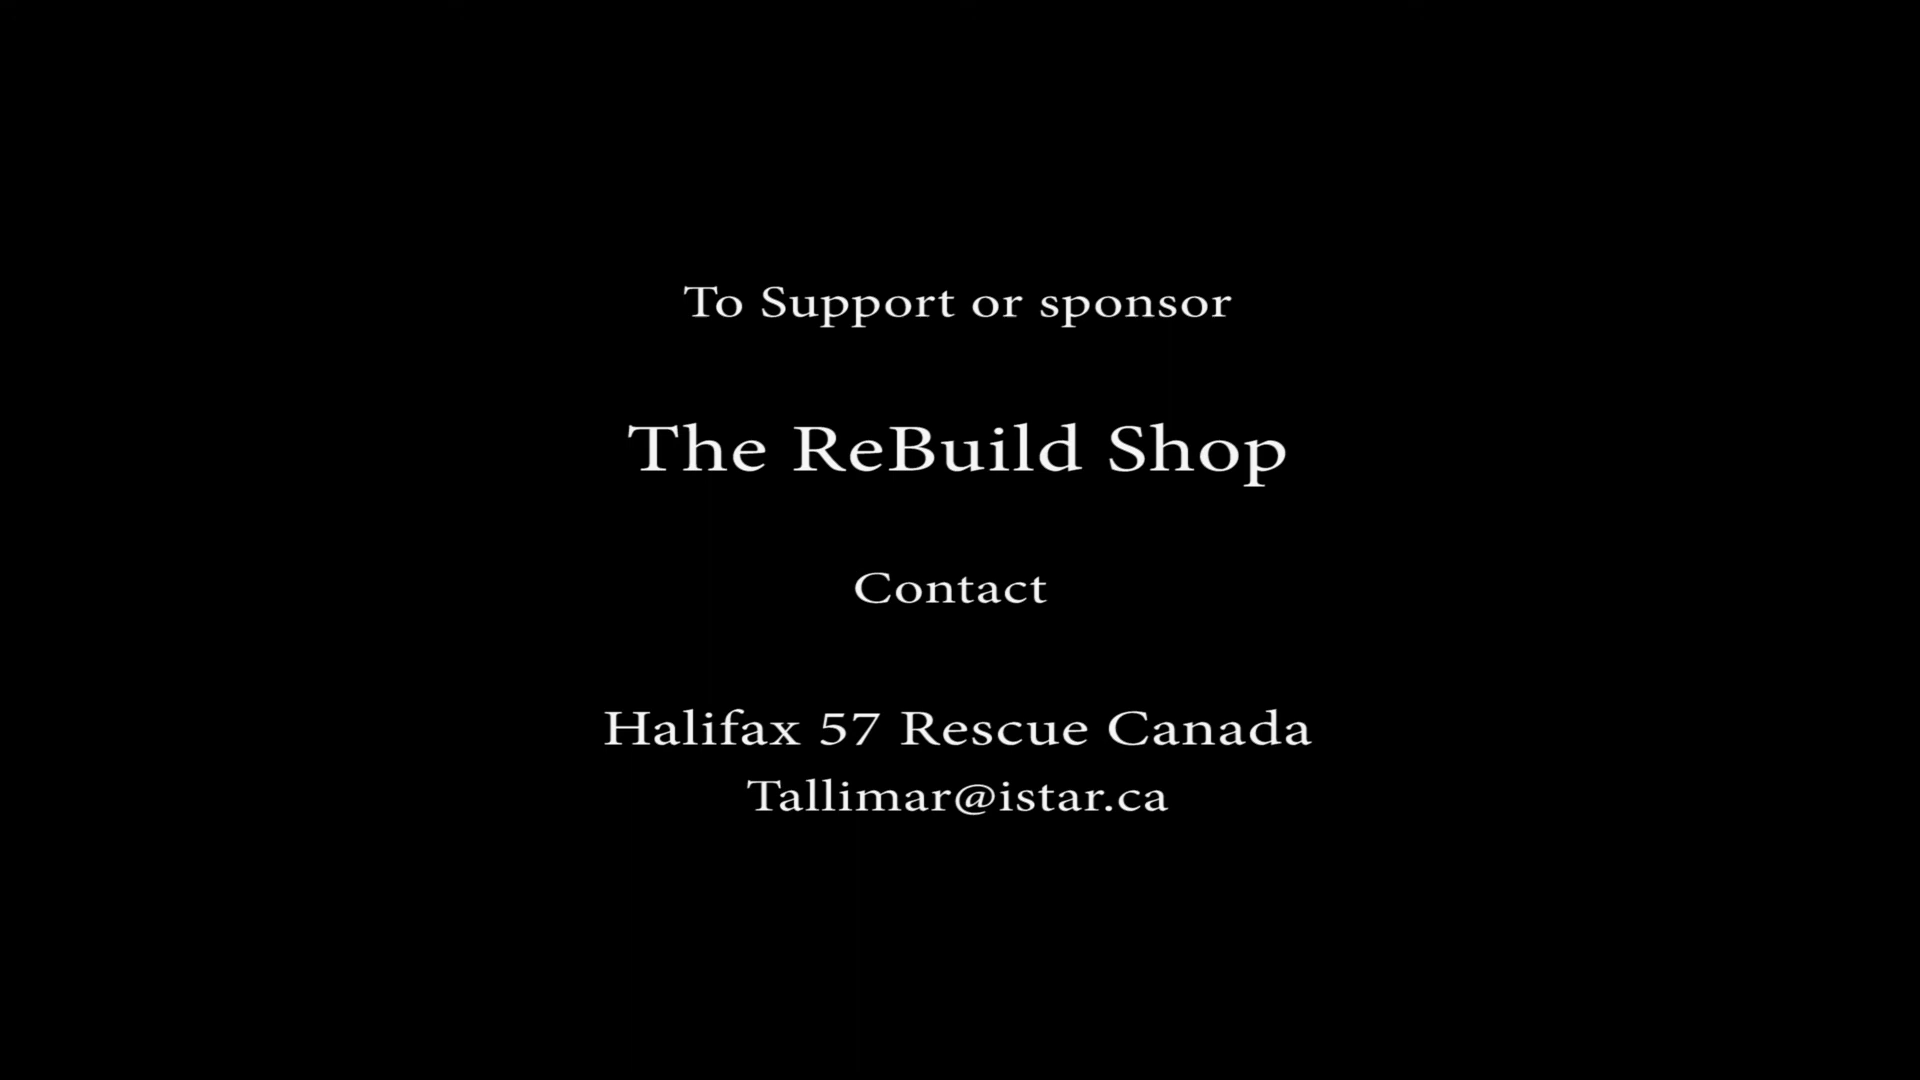 To Support or sponsor
The ReBuild Shop
Contact
Halifax 57 Rescue Canada
Tallimar@istar.ca